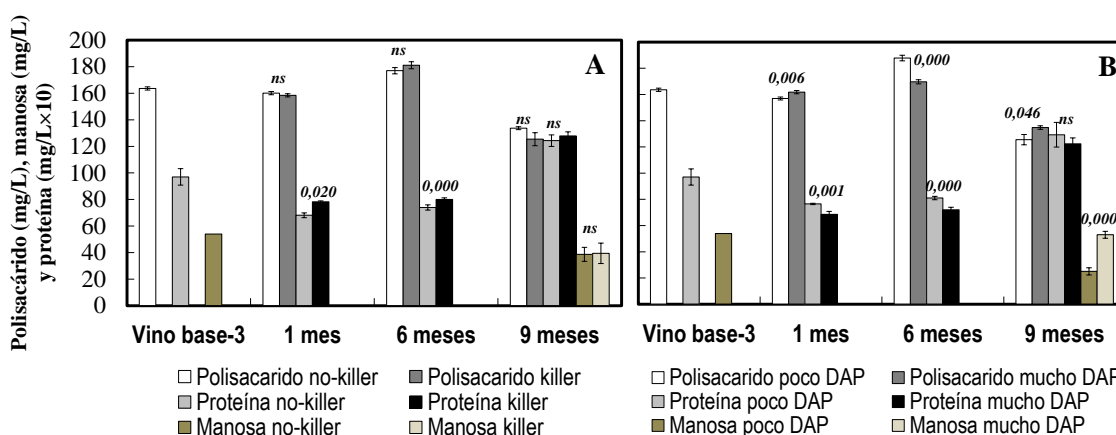 Polisacárido (mg/L), manosa (mg/L)
y proteína (mg/L×10)
200
180
160
140
120
100
80
60
40
20
0
A
ns
0,020
ns
0,000
ns
ns
ns
Vino base-3 1 mes 6 meses 9 meses
Polisacarido no-killer Polisacarido killer
Proteína no-killer Proteína killer
Manosa no-killer Manosa killer
B
0,006
0,001
0,000
0,000
0,046
ns
0,000
Vino base-3 1 mes 6 meses 9 meses
Polisacarido poco DAP Polisacarido mucho DAP
Proteína poco DAP Proteína mucho DAP
Manosa poco DAP Manosa mucho DAP